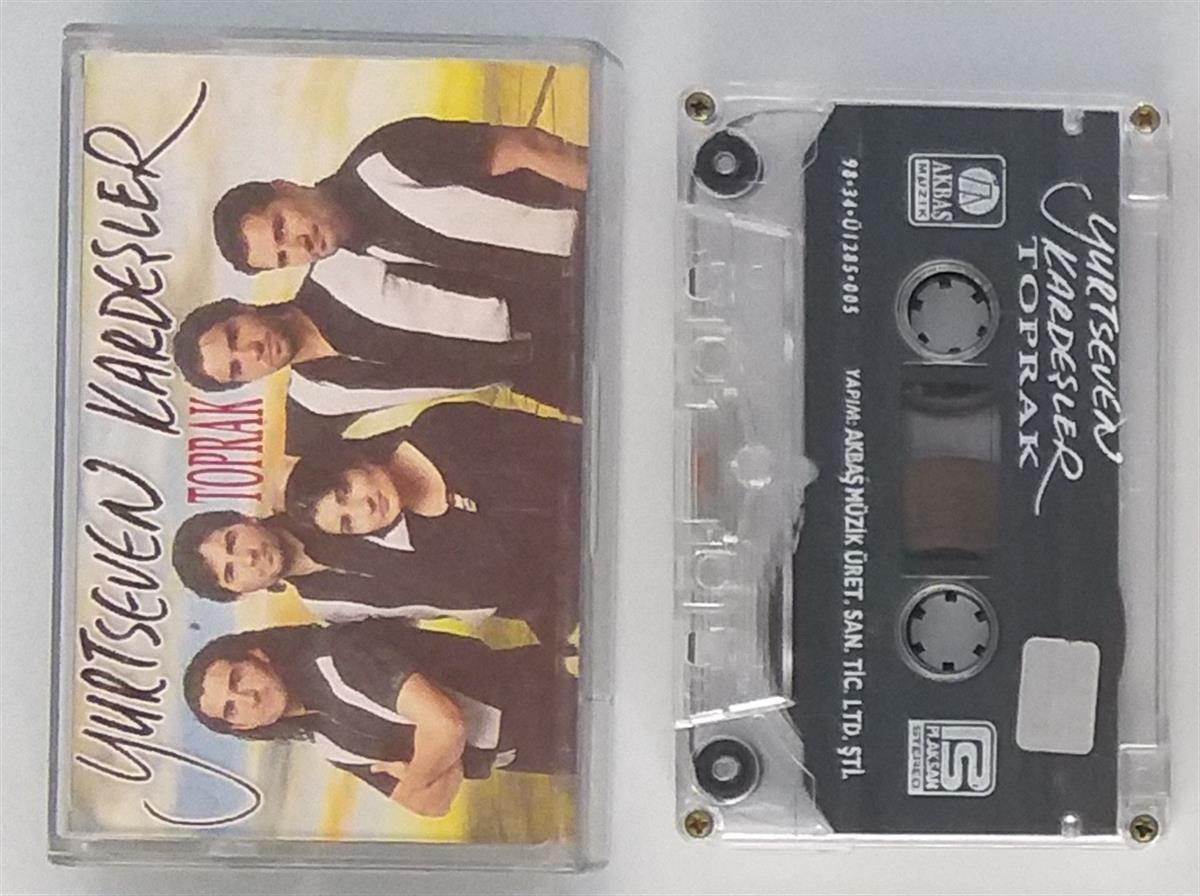 YURTSEVEN KARDEŞLER
TOPRAK
YURTSEVEN
KARDEŞLER
TOPRAK
AKBAŞ
MÜZİK
PLAKSAN
STEREO
98•34•Ü1285•005
YAPIM: AKBAŞ MÜZİK ÜRET. SAN. TİC. LTD. ŞTİ.